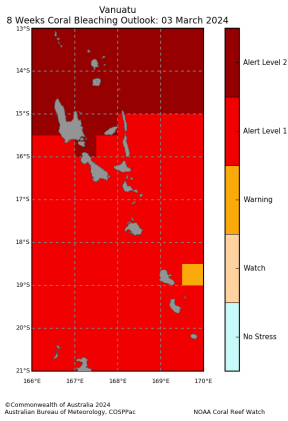 Vanuatu
8 Weeks Coral Bleaching Outlook: 03 March 2024
13°S
14°S
15°S
16°S
17°S
18°S
19°S
20°S
21°S
166°E 167°E 168°E 169°E 170°E
Alert Level 2
Alert Level 1
Warning
Watch
No Stress
©Commonwealth of Australia 2024
Australian Bureau of Meteorology, COSPPac NOAA Coral Reef Watch